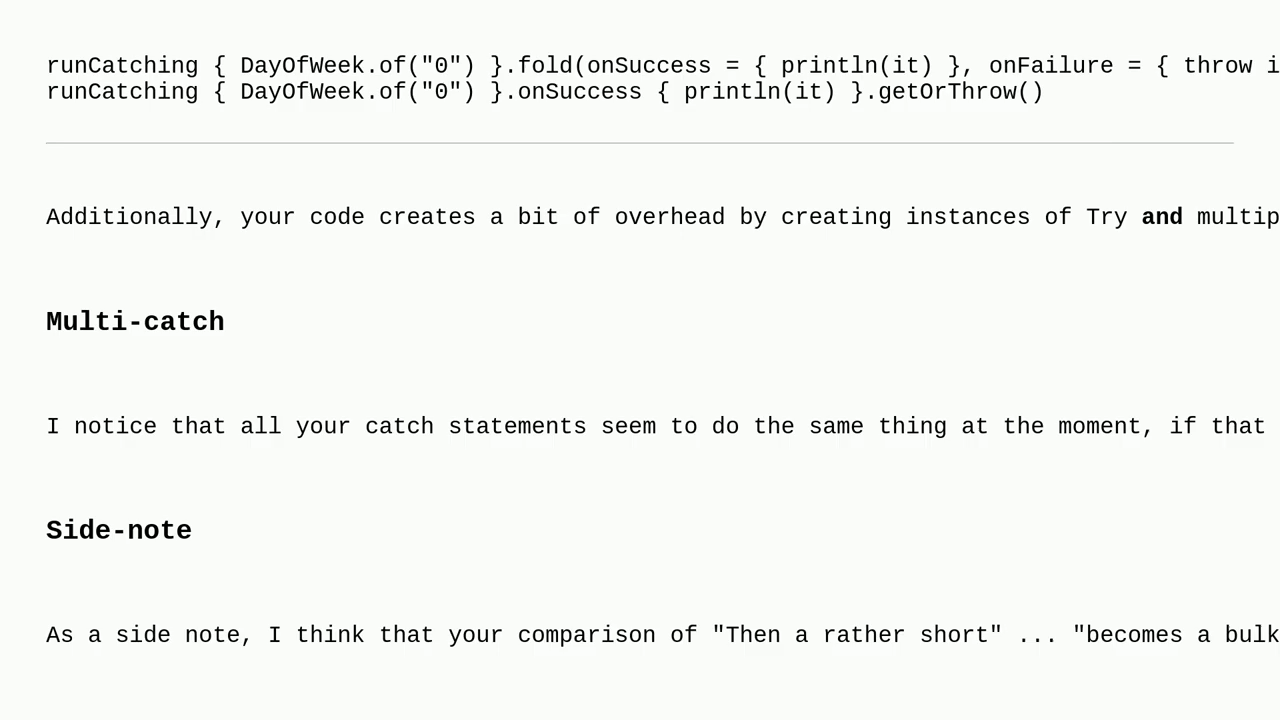 runCatching { DayOfWeek.of("0") }.fold(onSuccess = { println(it) }, onFailure = { throw i
runCatching { DayOfWeek.of("0") }.onSuccess { println(it) }.getOrThrow()
Additionally, your code creates a bit of overhead by creating instances of Try and multip
Multi-catch
I notice that all your catch statements seem to do the same thing at the moment, if that
Side-note
As a side note, I think that your comparison of "Then a rather short" ... "becomes a bulk